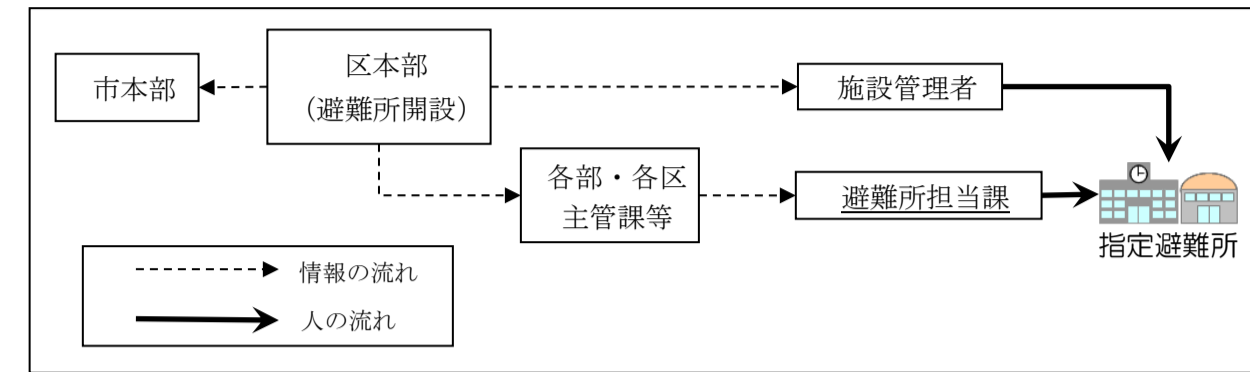 市本部
区本部
（避難所開設）
施設管理者
各部・各区
主管課等
避難所担当課
指定避難所
情報の流れ
人の流れ